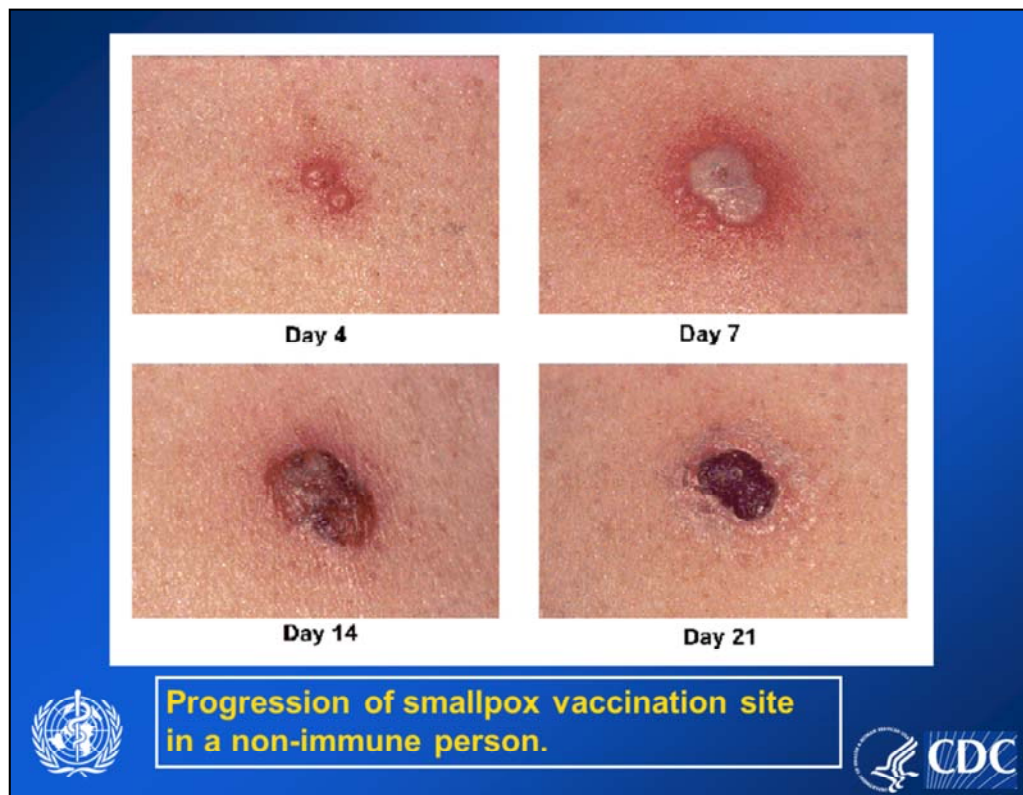 Day 4
Day 7
Day 14
Day 21
Progression of smallpox vaccination site
in a non-immune person.
CDC